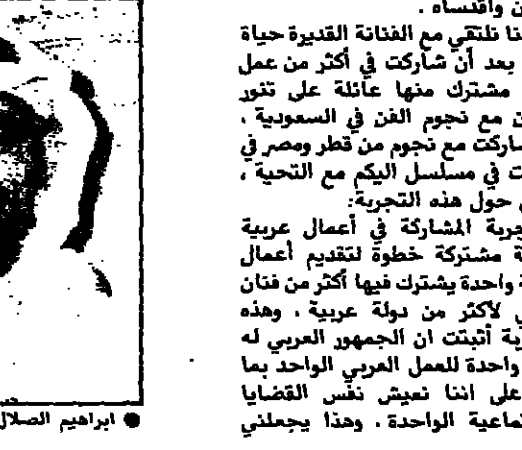 ن واقتساه .
نا نلتقي مع الفنانة القديرة حياة
بعد أن شاركت في أكثر من عمل
مشترك منها عائلة على تنور
ن مع نجوم الفن في السعودية .
شاركت مع نجوم من قطر ومصر في
ت في مسلسل اليكم مع التحية ،
حول هذه التجربة:
جربة المشاركة في أعمال عربية
ة مشتركة خطوة لتقديم أعمال
ة واحدة يشترك فيها أكثر من فنان
ي لأكثر من دولة عربية . وهذه
بة أثبتت ان الجمهور العربي له
واحدة للعمل العربي الواحد بما
على اننا نعيش نفس القضايا
تماعية الواحدة . وهذا يجعلني
● ابراهيم الصلال